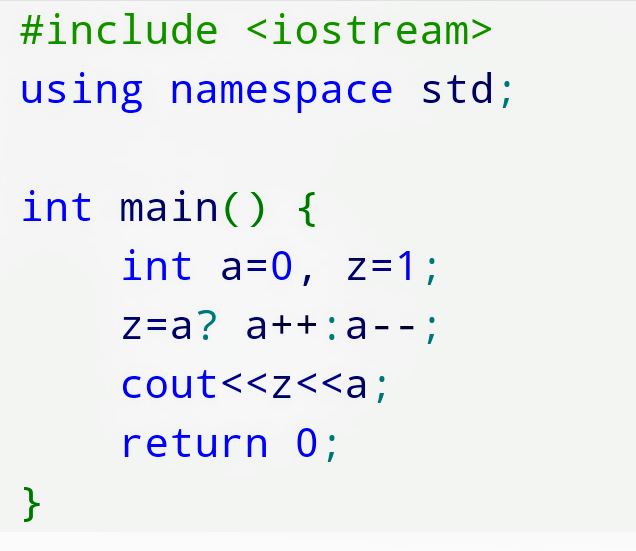 #include <iostream>
using namespace std;
int main() {
int a=0, z=1;
z=a? a++:a--;
cout<<z<<a;
return 0;
}